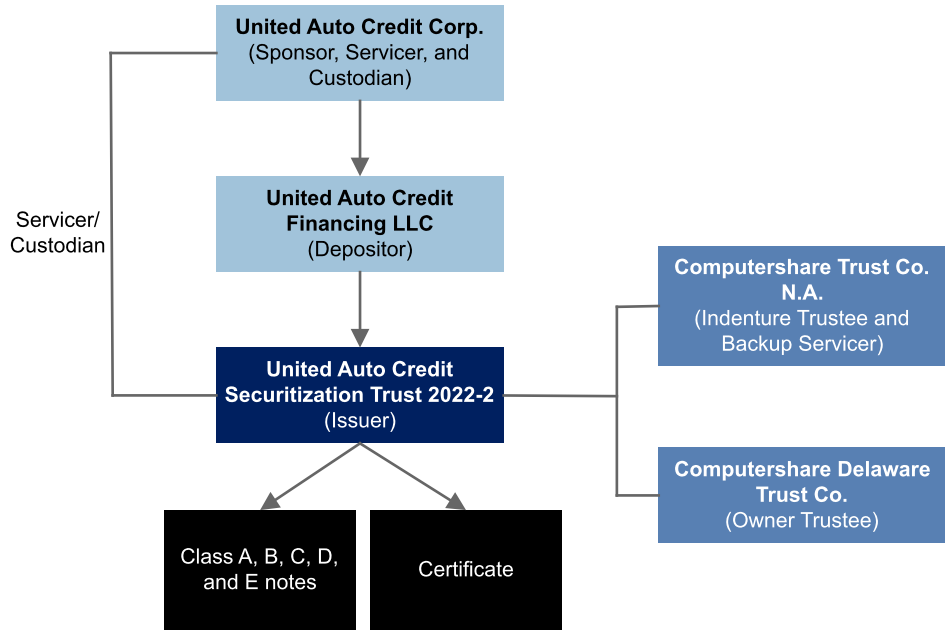 United Auto Credit Corp.
(Sponsor, Servicer, and
Custodian)
United Auto Credit
Financing LLC
(Depositor)
Servicer/
Custodian
Computershare Trust Co.
N.A.
(Indenture Trustee and
Backup Servicer)
United Auto Credit
Securitization Trust 2022-2
(Issuer)
Computershare Delaware
Trust Co.
(Owner Trustee)
Class A, B, C, D,
and E notes
Certificate